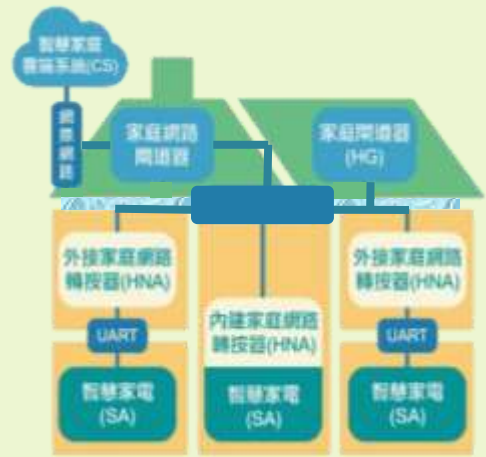 智慧家庭
雲端系統(CS)
網際網路
家庭網路
閘道器
家庭閘道器
(HG)
外接家庭網路
轉接器(HNA)
UART
智慧家電
(SA)
內建家庭網路
轉接器(HNA)
智慧家電
(SA)
外接家庭網路
轉接器(HNA)
UART
智慧家電
(SA)